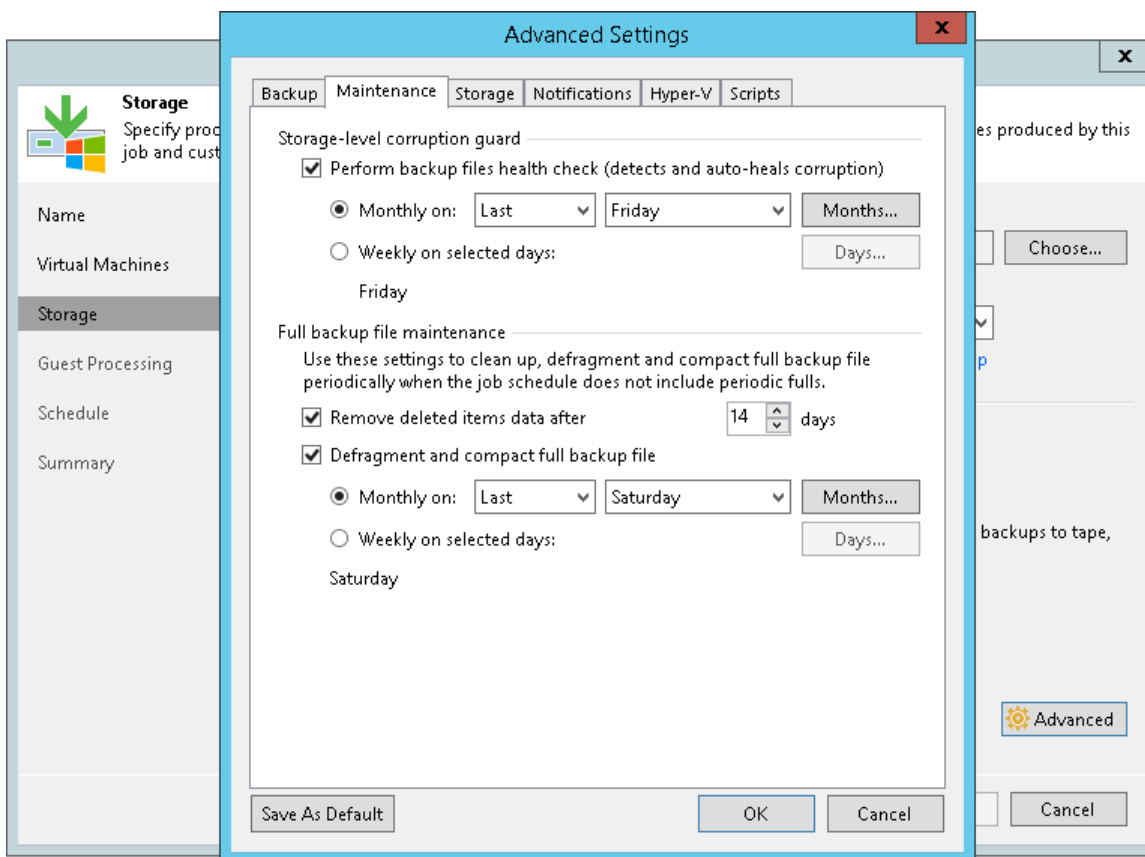 Advanced Settings
x
x
Storage
Specify proc
job and cust
es produced by this
Name
Virtual Machines
Storage
Guest Processing
Schedule
Summary
Backup Maintenance Storage Notifications Hyper-V Scripts
Storage-level corruption guard
Perform backup files health check (detects and auto-heals corruption)
Monthly on: Last Friday Months...
Weekly on selected days: Days...
Friday
Full backup file maintenance
Use these settings to clean up, defragment and compact full backup file
periodically when the job schedule does not include periodic fulls.
Remove deleted items data after 14 days
Defragment and compact full backup file
Monthly on: Last Saturday Months...
Weekly on selected days: Days...
Saturday
Save As Default OK Cancel
Choose...
p
backups to tape,
Advanced
Cancel